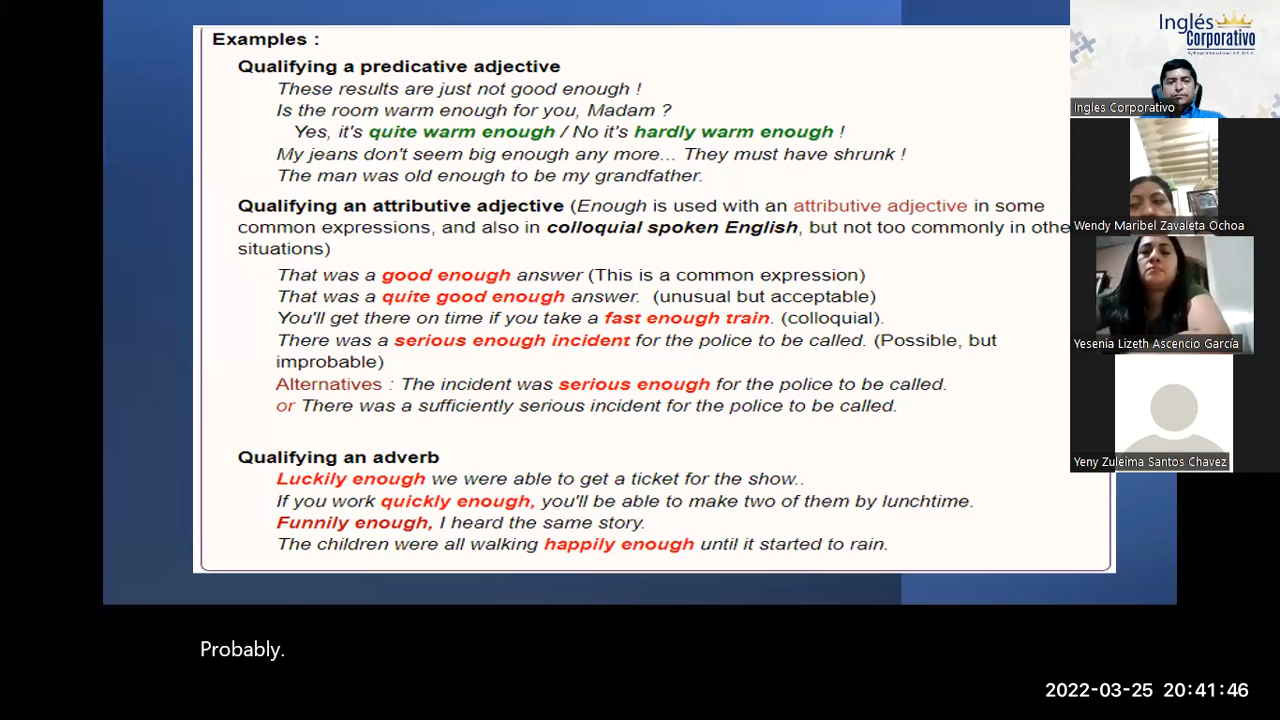 Examples :
Qualifying a predicative adjective
These results are just not good enough !
Is the room warm enough for you, Madam ?
Yes, it's quite warm enough / No it's hardly warm enough !
My jeans don't seem big enough any more... They must have shrunk !
The man was old enough to be my grandfather.
Qualifying an attributive adjective (Enough is used with an attributive adjective in some
common expressions, and also in colloquial spoken English, but not too commonly in othe
situations)
That was a good enough answer (This is a common expression)
That was a quite good enough answer. (unusual but acceptable)
You'll get there on time if you take a fast enough train. (colloquial).
There was a serious enough incident for the police to be called. (Possible, but
improbable)
Alternatives : The incident was serious enough for the police to be called.
or There was a sufficiently serious incident for the police to be called.
Qualifying an adverb
Luckily enough we were able to get a ticket for the show..
If you work quickly enough, you'll be able to make two of them by lunchtime.
Funnily enough, I heard the same story.
The children were all walking happily enough until it started to rain.
Inglés
Corporativo
Ingles Corporativo
Wendy Maribel Zavaleta Ochoa
Yesenia Lizeth Ascencio García
Yeny Zuleima Santos Chavez
Probably.
2022-03-25 20:41:46